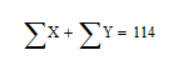 ∑X + ∑Y = 114